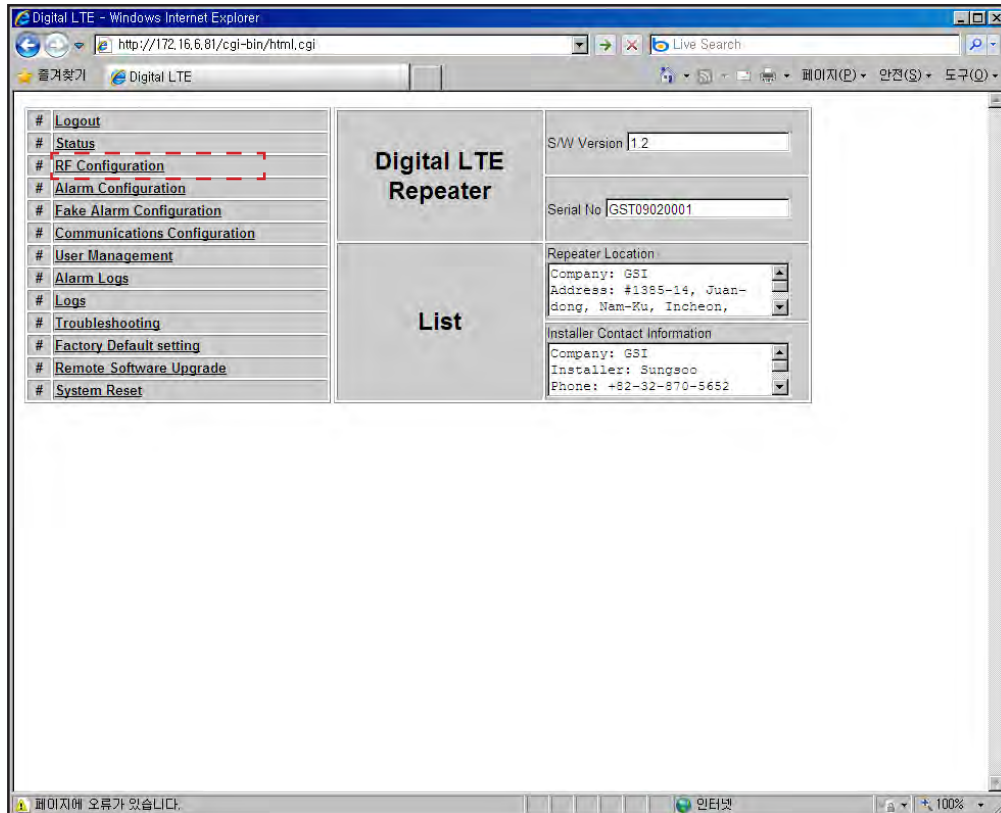 Digital LTE - Windows Internet Explorer
http://172.16.6.81/cgi-bin/html.cgi
Live Search
즐겨찾기
Digital LTE
페이지(P)
안전(S)
도구(O)
# Logout
# Status
# RF Configuration
# Alarm Configuration
# Fake Alarm Configuration
# Communications Configuration
# User Management
# Alarm Logs
# Logs
# Troubleshooting
# Factory Default setting
# Remote Software Upgrade
# System Reset
Digital LTE
Repeater
List
S/W Version 1.2
Serial No GST09020001
Repeater Location
Company: GSI
Address: #1385-14, Juan-
dong, Nam-Ku, Incheon,
Installer Contact Information
Company: GSI
Installer: Sungsoo
Phone: +82-32-870-5652
페이지에 오류가 있습니다.
인터넷
100%